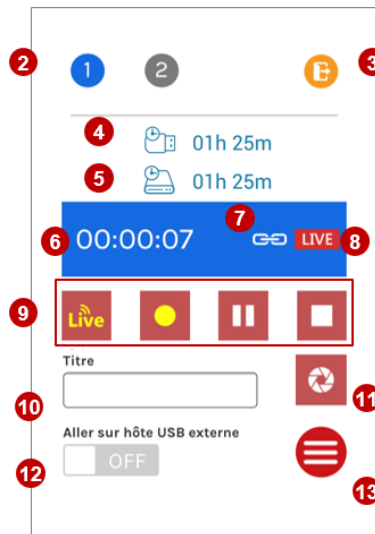 2 1 2 3
4 01h 25m
5 01h 25m
7
6 00:00:07 LIVE 8
9 Live
Titre
10 11
Aller sur hôte USB externe
12 OFF
13